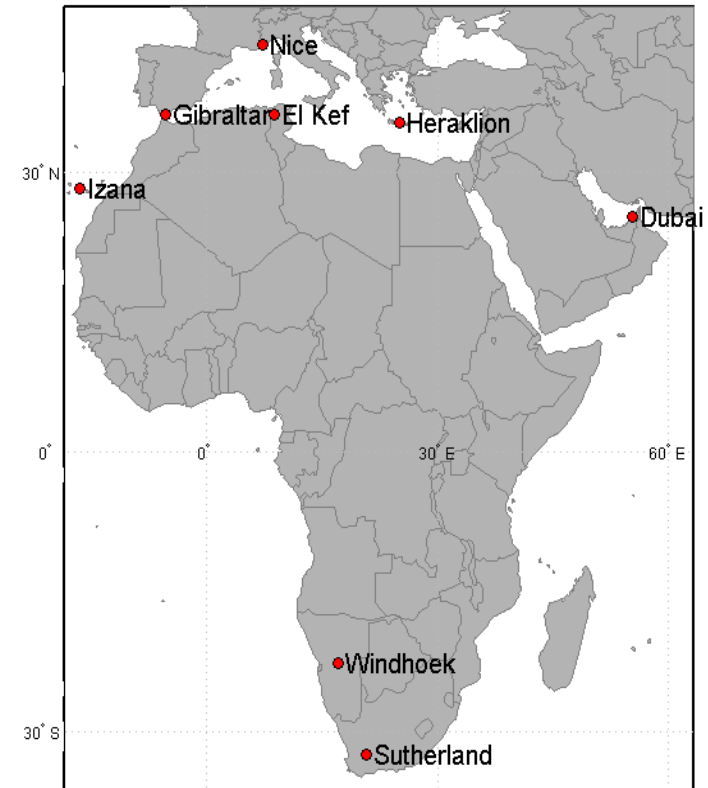 Nice
Gibraltar
El Kef
Heraklion
30° N
Izana
Dubai
0°
0°
30° E
60° E
Windhoek
30° S
Sutherland